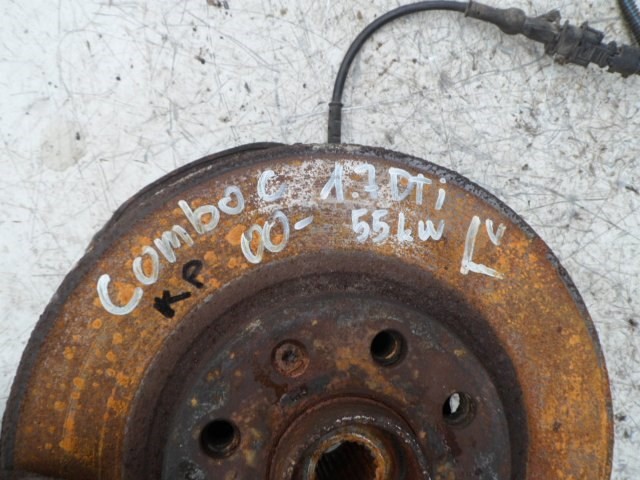 Combo C 1.7 DTi
00- 55kW L
KP